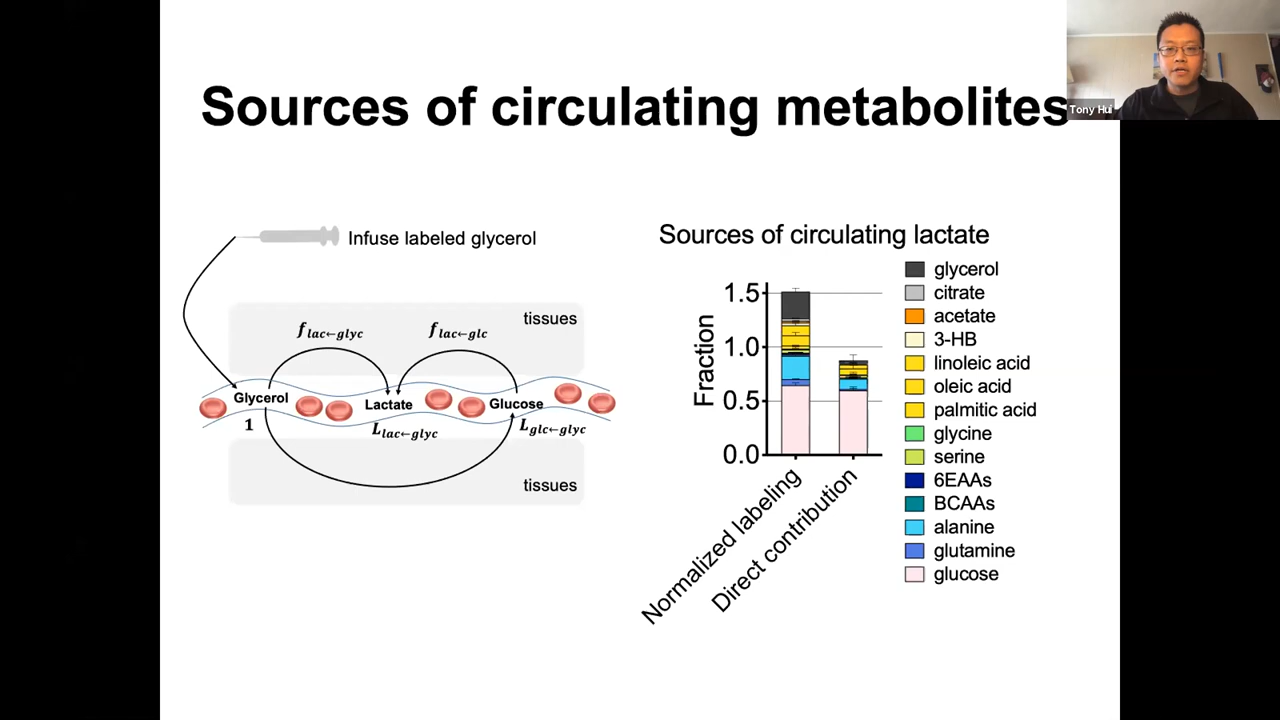 Sources of circulating metabolites
Tony Hui
Infuse labeled glycerol
tissues
f lac←glyc
f lac←glc
Glycerol
Lactate
Glucose
1
L lac←glyc
L glc←glyc
tissues
Sources of circulating lactate
Fraction
1.5
1.0
0.5
0.0
Normalized labeling
Direct contribution
glycerol
citrate
acetate
3-HB
linoleic acid
oleic acid
palmitic acid
glycine
serine
6EAAs
BCAAs
alanine
glutamine
glucose